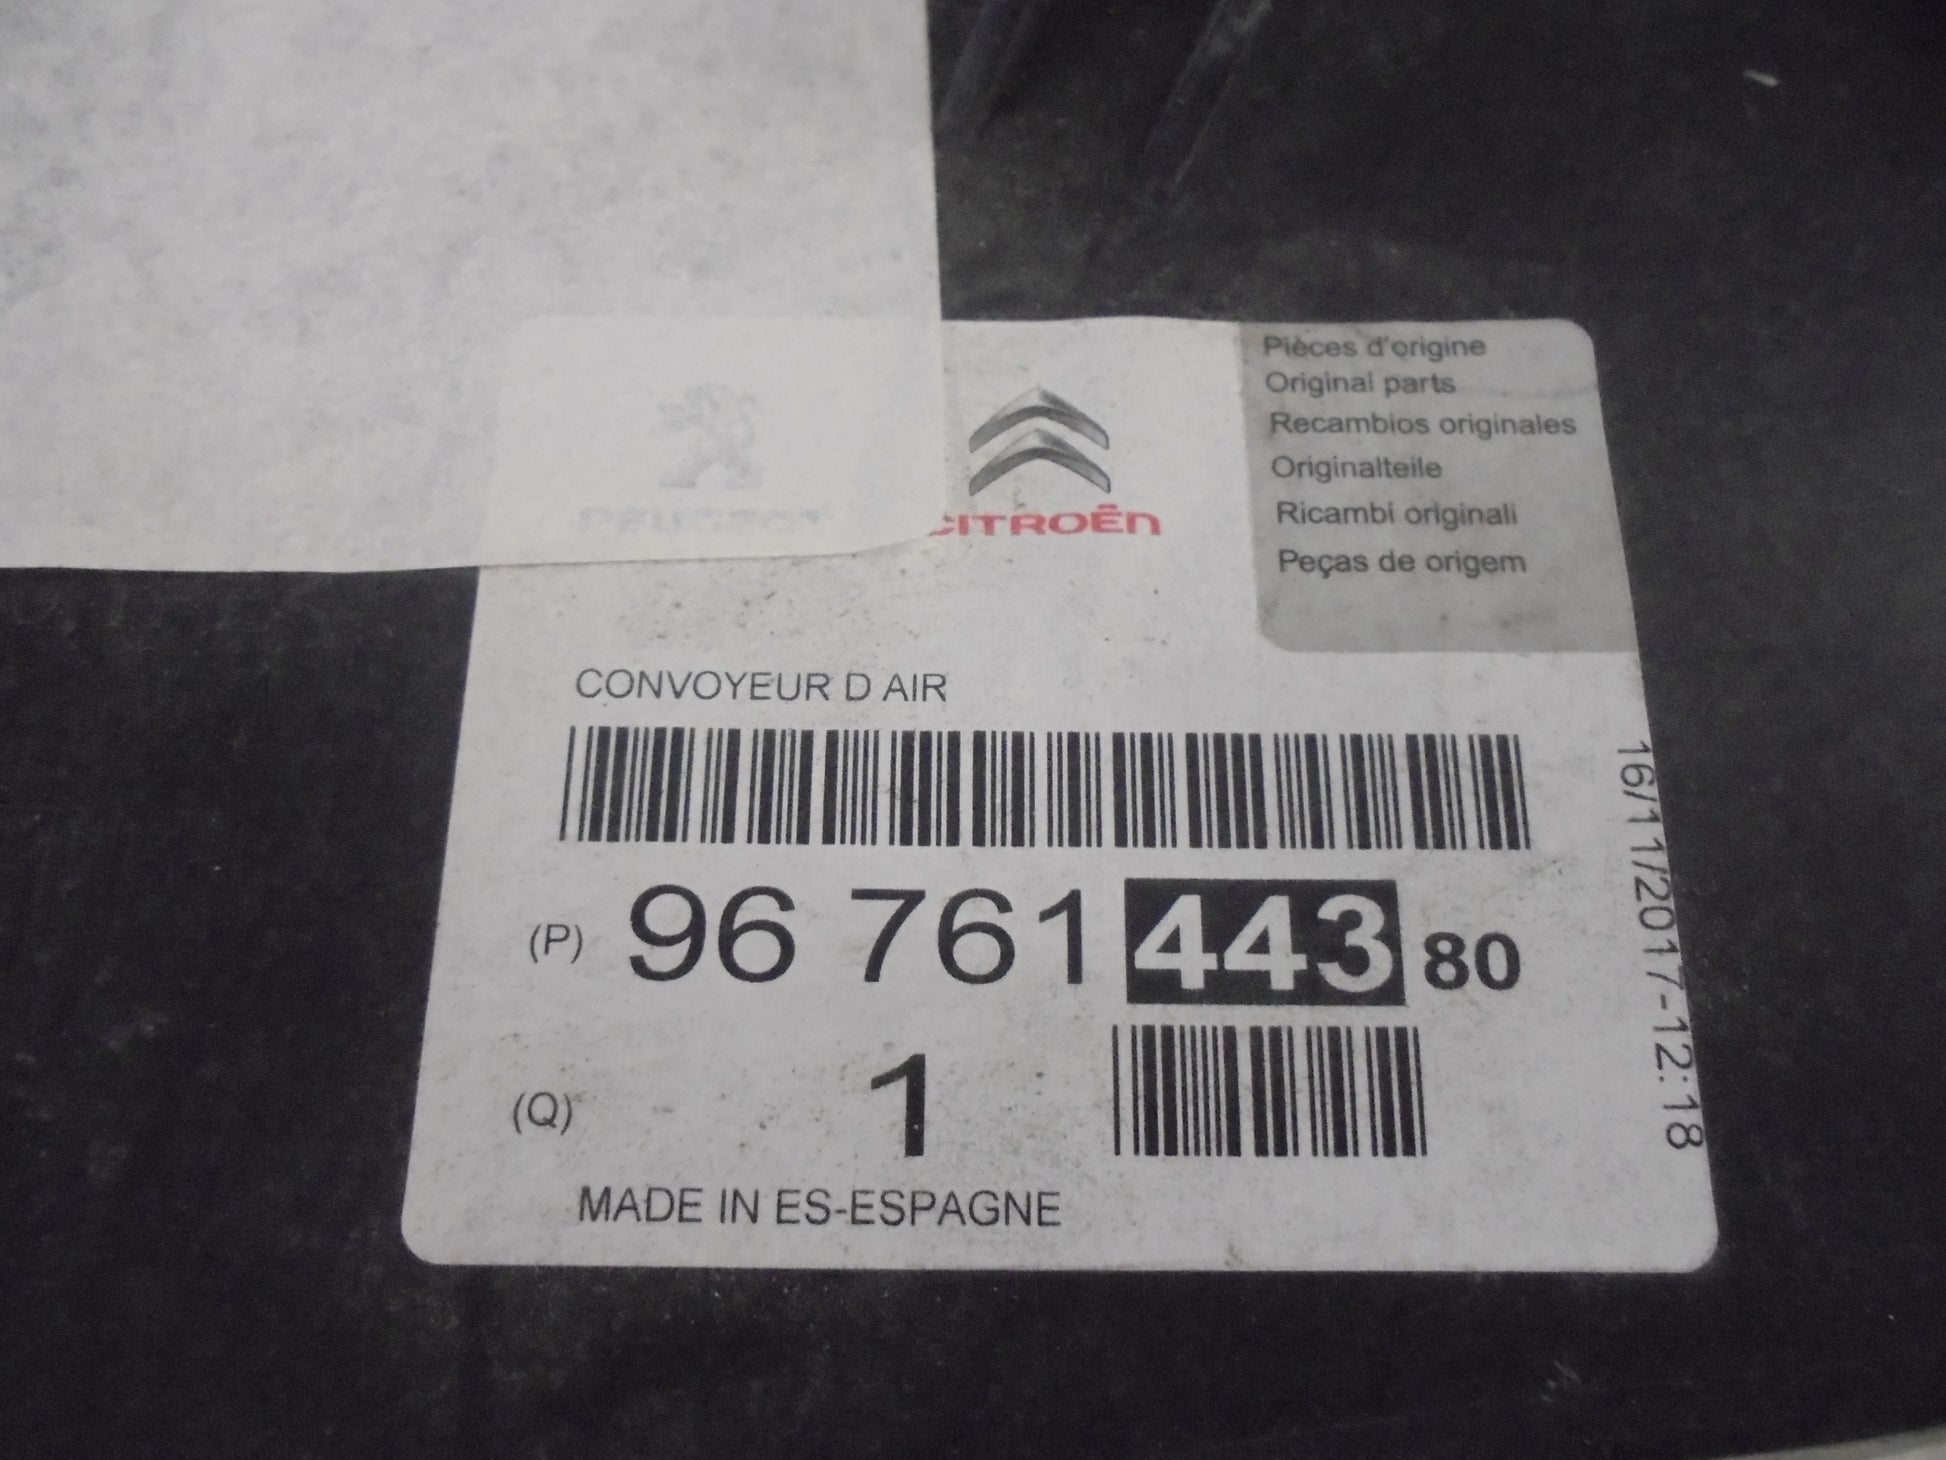 PEUGEOT
CITROËN
Pièces d'origine
Original parts
Recambios originales
Originalteile
Ricambi originali
Peças de origem
CONVOYEUR D AIR
(P) 96 761 443 80
(Q) 1
MADE IN ES-ESPAGNE
16/11/2017-12:18